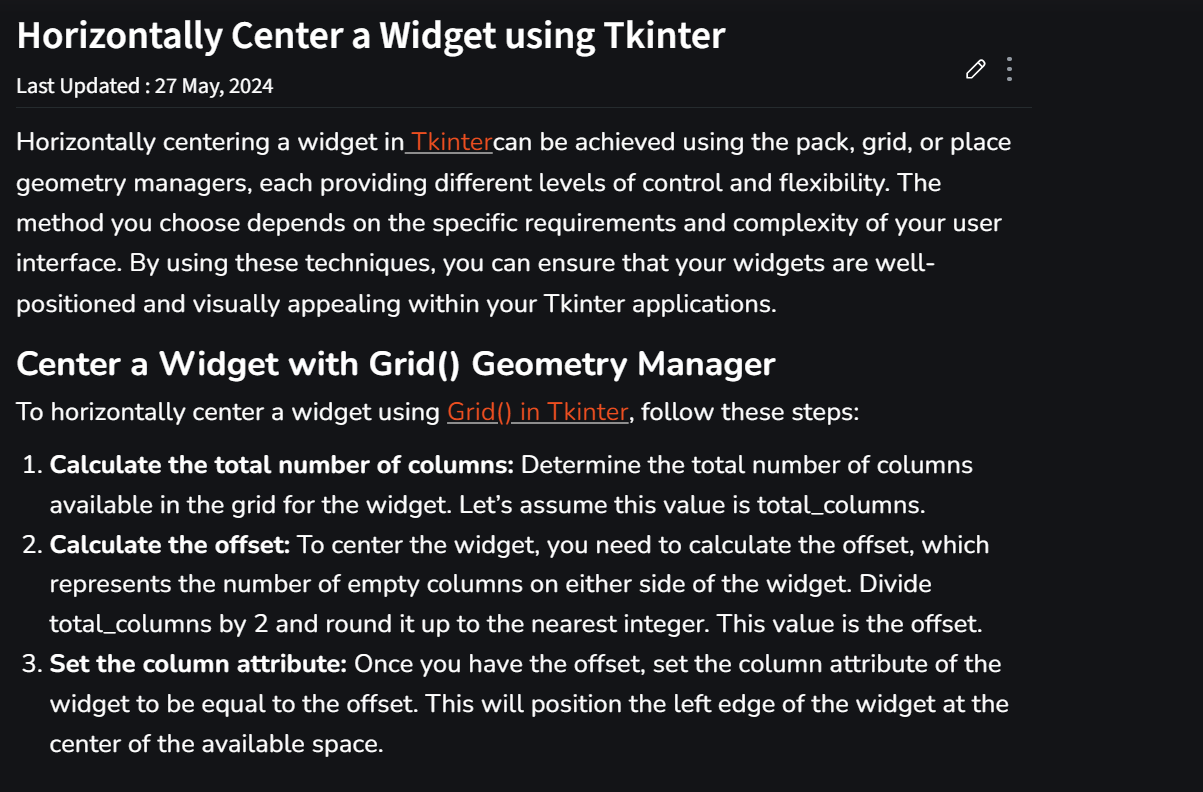 Horizontally Center a Widget using Tkinter
Last Updated : 27 May, 2024
Horizontally centering a widget in Tkintercan be achieved using the pack, grid, or place
geometry managers, each providing different levels of control and flexibility. The
method you choose depends on the specific requirements and complexity of your user
interface. By using these techniques, you can ensure that your widgets are well-
positioned and visually appealing within your Tkinter applications.
Center a Widget with Grid() Geometry Manager
To horizontally center a widget using Grid() in Tkinter, follow these steps:
1. Calculate the total number of columns: Determine the total number of columns
available in the grid for the widget. Let’s assume this value is total_columns.
2. Calculate the offset: To center the widget, you need to calculate the offset, which
represents the number of empty columns on either side of the widget. Divide
total_columns by 2 and round it up to the nearest integer. This value is the offset.
3. Set the column attribute: Once you have the offset, set the column attribute of the
widget to be equal to the offset. This will position the left edge of the widget at the
center of the available space.